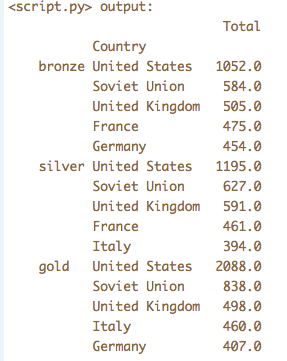 <script.py> output:
Total
Country
bronze United States 1052.0
Soviet Union 584.0
United Kingdom 505.0
France 475.0
Germany 454.0
silver United States 1195.0
Soviet Union 627.0
United Kingdom 591.0
France 461.0
Italy 394.0
gold United States 2088.0
Soviet Union 838.0
United Kingdom 498.0
Italy 460.0
Germany 407.0